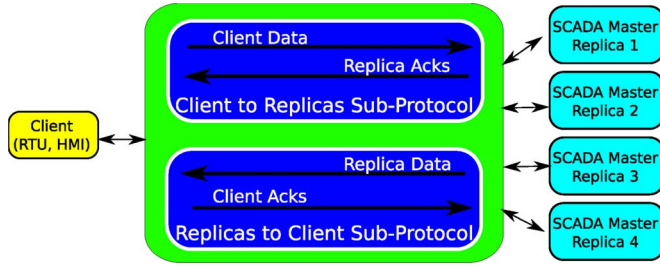 Client Data
Replica Acks
Client to Replicas Sub-Protocol
Replica Data
Client Acks
Replicas to Client Sub-Protocol
Client
(RTU, HMI)
SCADA Master
Replica 1
SCADA Master
Replica 2
SCADA Master
Replica 3
SCADA Master
Replica 4